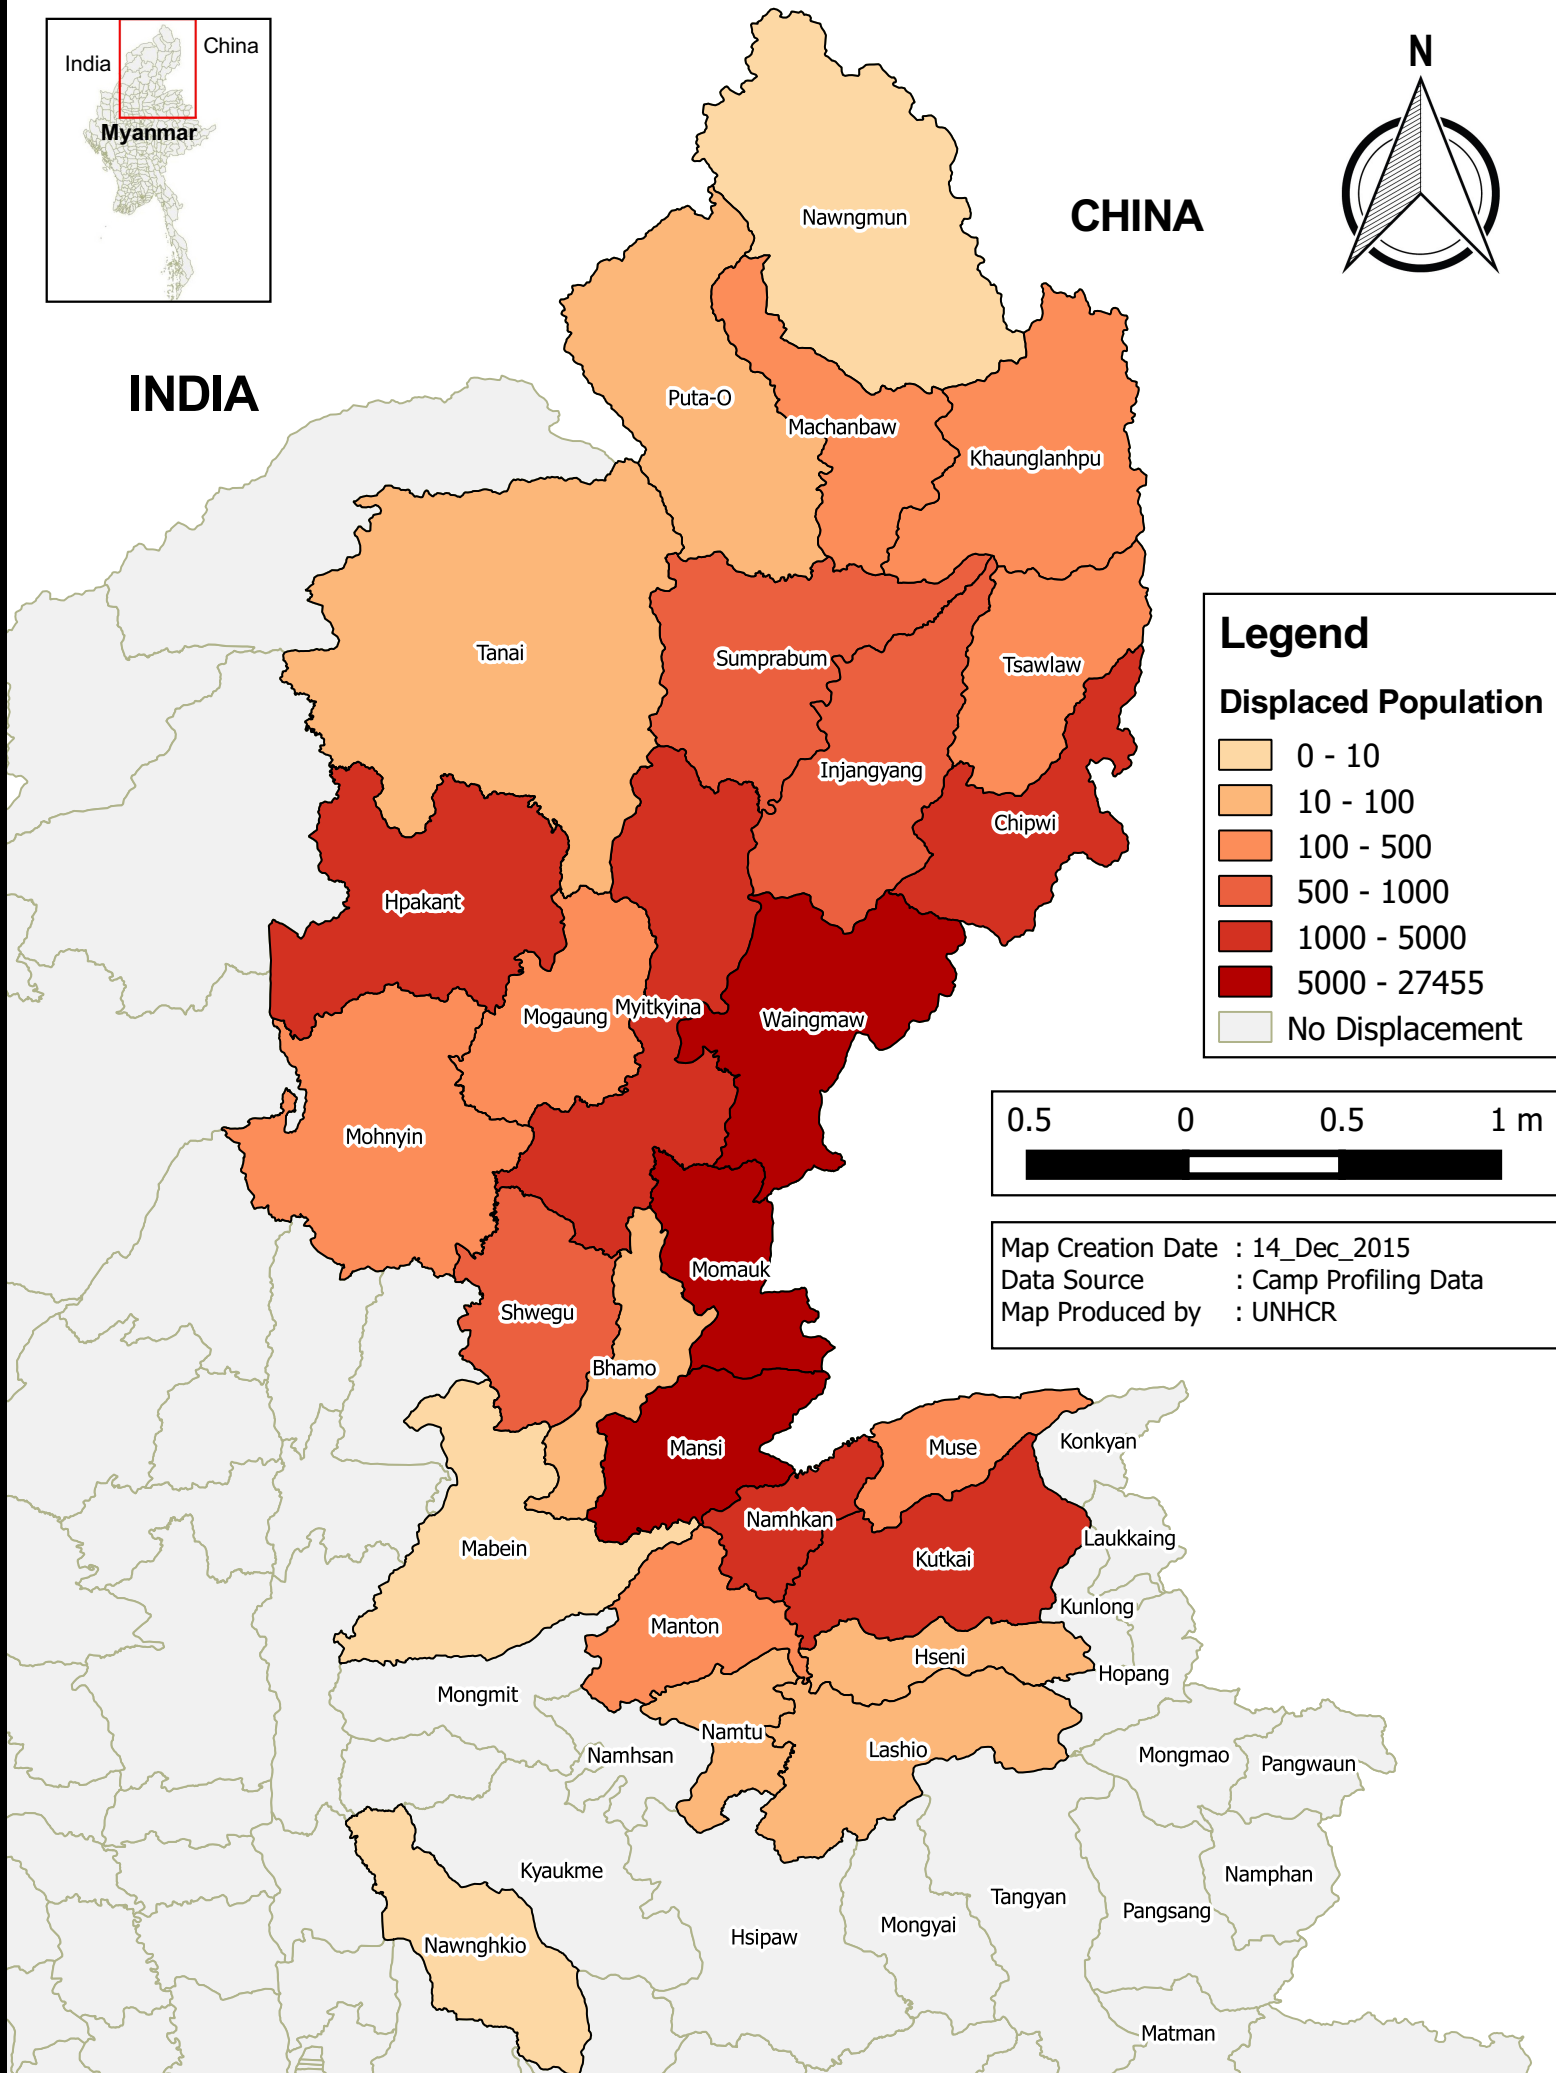 India
China
Myanmar
N
CHINA
INDIA
Nawngmun
Puta-O
Machanbaw
Khaunglanhpu
Tanai
Sumprabum
Tsawlaw
Injangyang
Chipwi
Hpakant
Mogaung
Myitkyina
Waingmaw
Mohnyin
Momauk
Shwegu
Bhamo
Mansi
Muse
Konkyan
Namhkan
Laukkaing
Mabein
Kutkai
Kunlong
Manton
Hseni
Hopang
Mongmit
Namtu
Namhsan
Lashio
Mongmao
Pangwaun
Kyaukme
Namphan
Tangyan
Pangsang
Mongyai
Hsipaw
Nawnghkio
Matman
Legend
Displaced Population
0 - 10
10 - 100
100 - 500
500 - 1000
1000 - 5000
5000 - 27455
No Displacement
0.5 0 0.5 1 m
Map Creation Date : 14_Dec_2015
Data Source : Camp Profiling Data
Map Produced by : UNHCR